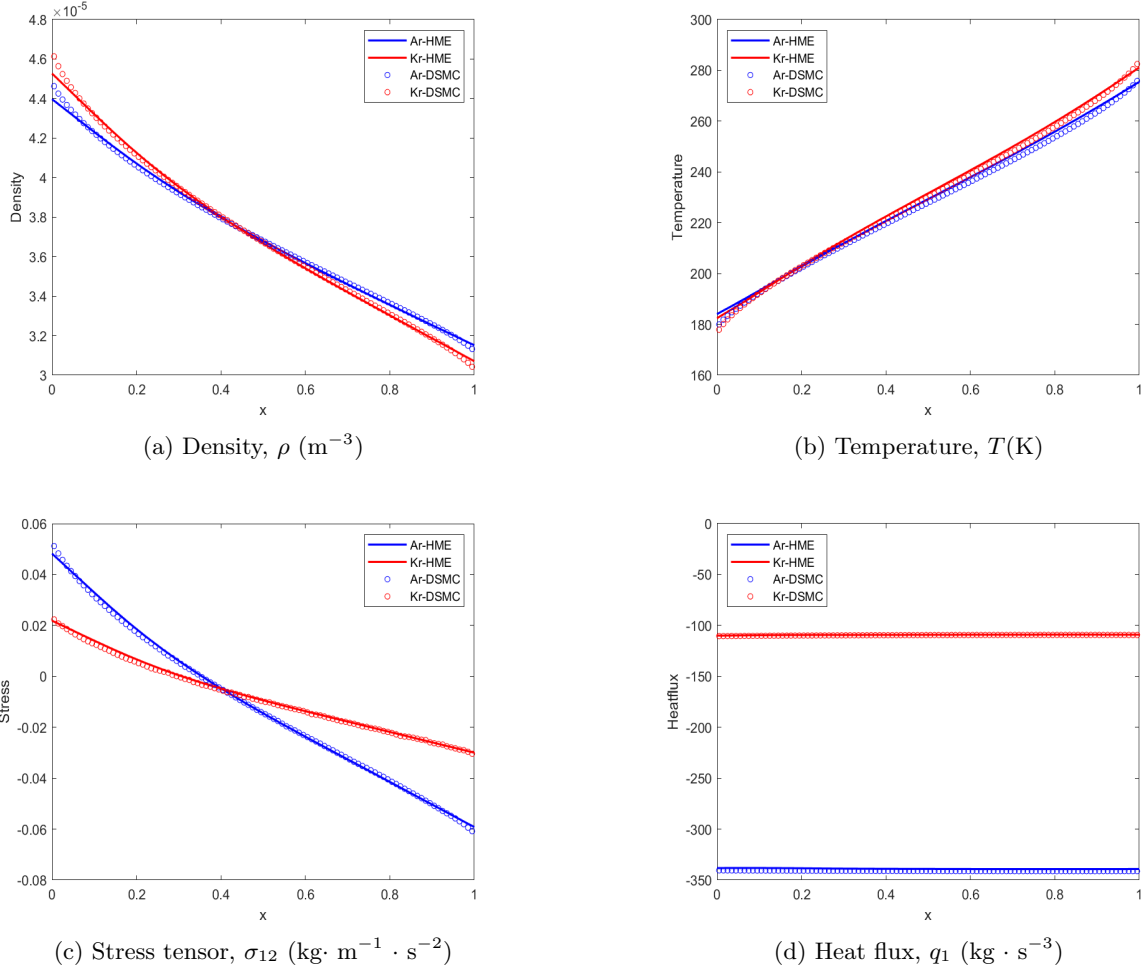 ×10⁻⁵
4.8
4.6
4.4
4.2
4
3.8
3.6
3.4
3.2
3
Density
0
0.2
0.4
0.6
0.8
1
x
Ar-HME
Kr-HME
Ar-DSMC
Kr-DSMC
(a) Density, ρ (m⁻³)
300
280
260
240
220
200
180
160
Temperature
0
0.2
0.4
0.6
0.8
1
x
Ar-HME
Kr-HME
Ar-DSMC
Kr-DSMC
(b) Temperature, T(K)
0.06
0.04
0.02
0
-0.02
-0.04
-0.06
-0.08
Stress
0
0.2
0.4
0.6
0.8
1
x
Ar-HME
Kr-HME
Ar-DSMC
Kr-DSMC
(c) Stress tensor, σ₁₂ (kg· m⁻¹ · s⁻²)
0
-50
-100
-150
-200
-250
-300
-350
Heatflux
0
0.2
0.4
0.6
0.8
1
x
Ar-HME
Kr-HME
Ar-DSMC
Kr-DSMC
(d) Heat flux, q₁ (kg · s⁻³)